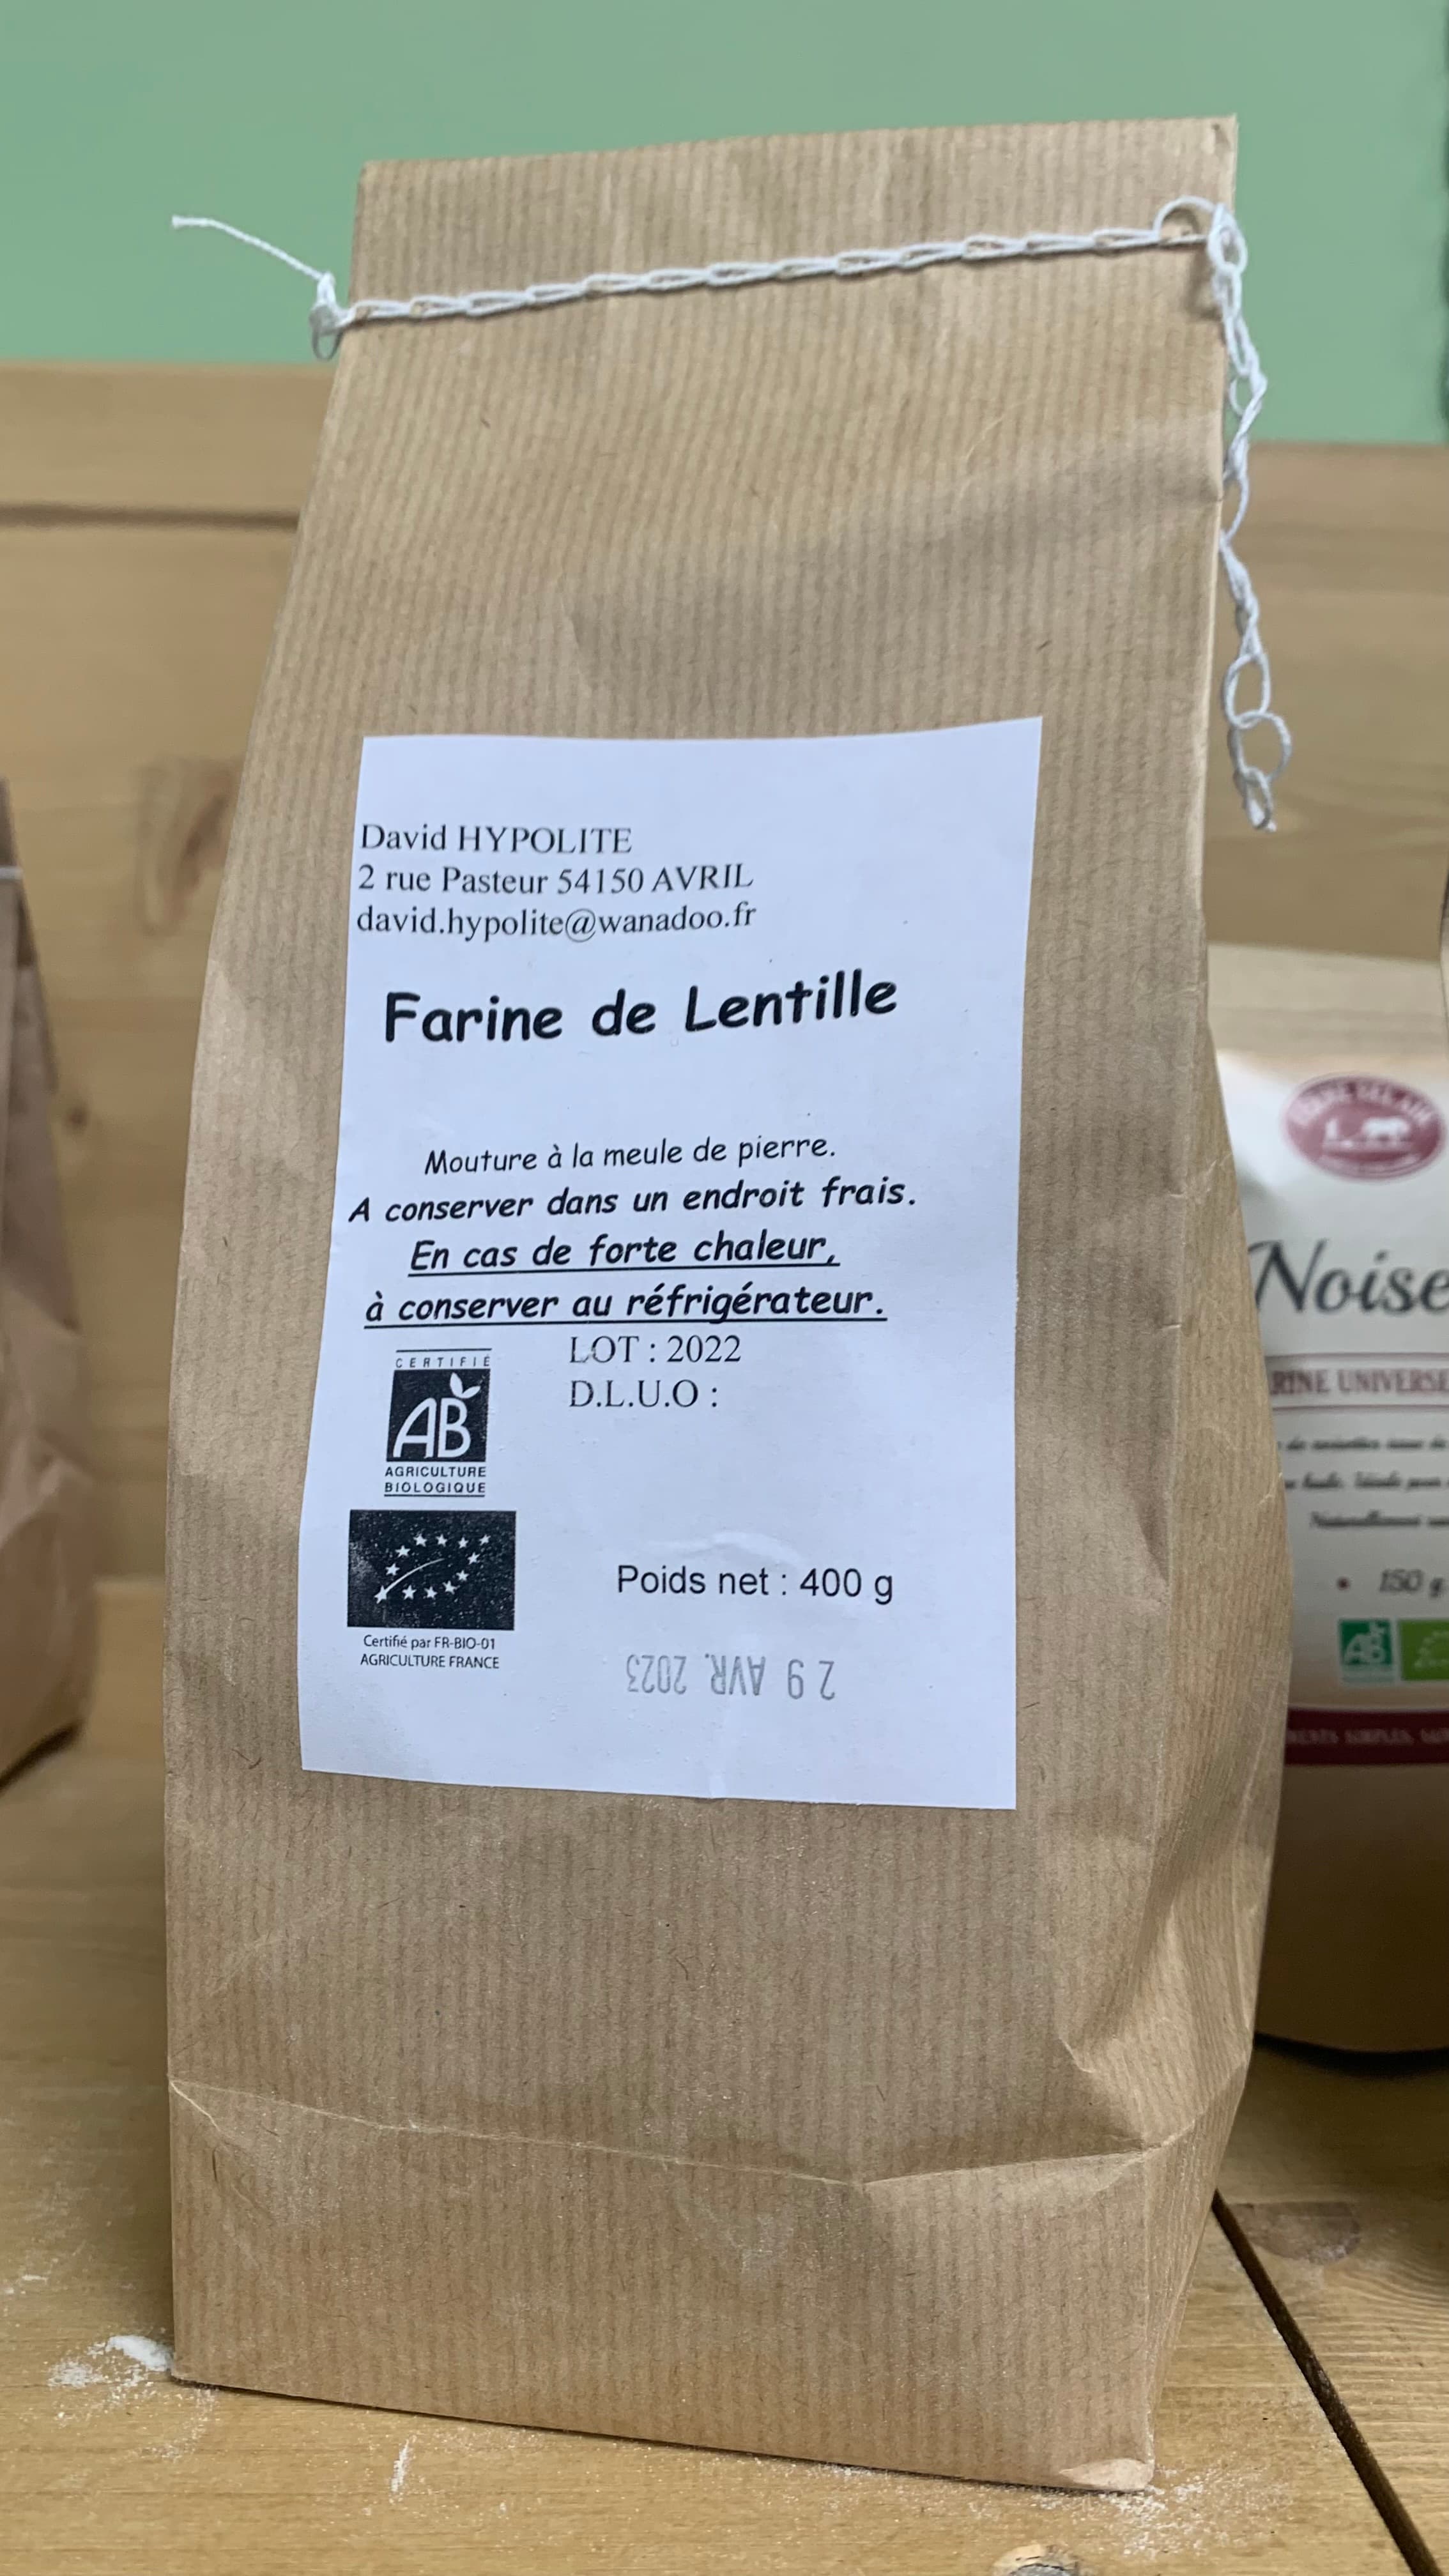 David HYPOLITE
2 rue Pasteur 54150 AVRIL
david.hypolite@wanadoo.fr
Farine de Lentille
Mouture à la meule de pierre.
A conserver dans un endroit frais.
En cas de forte chaleur,
à conserver au réfrigérateur.
LOT : 2022
D.L.U.O :
CERTIFIÉ
AB
AGRICULTURE
BIOLOGIQUE
Certifié par FR-BIO-01
AGRICULTURE FRANCE
Poids net : 400 g
29 AVR. 2023
Noise
RINE UNIVERSE
150 g
AB